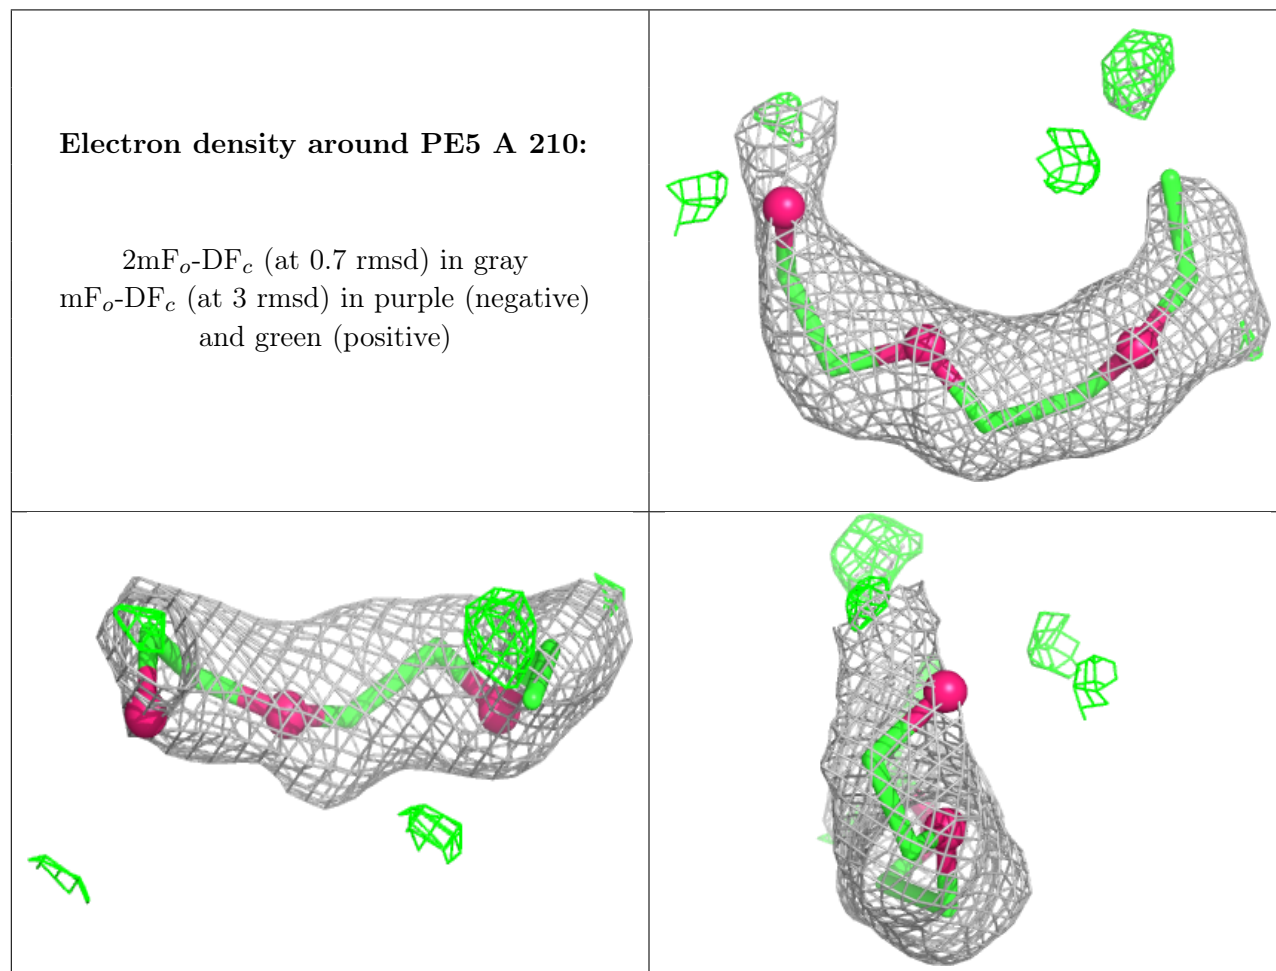 Electron density around PE5 A 210:
2mFo-DFc (at 0.7 rmsd) in gray
mFo-DFc (at 3 rmsd) in purple (negative)
and green (positive)